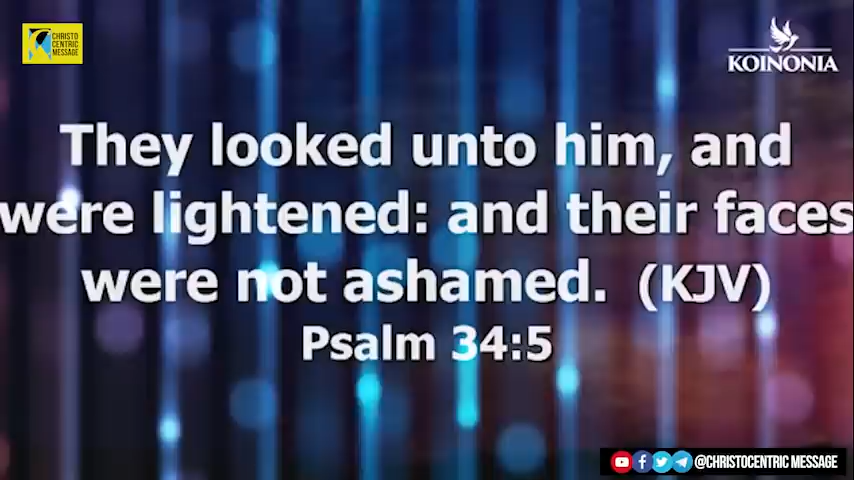 CHRISTO
CENTRIC
MESSAGE
KOINONIA
They looked unto him, and
were lightened: and their faces
were not ashamed. (KJV)
Psalm 34:5
@CHRISTOCENTRIC MESSAGE